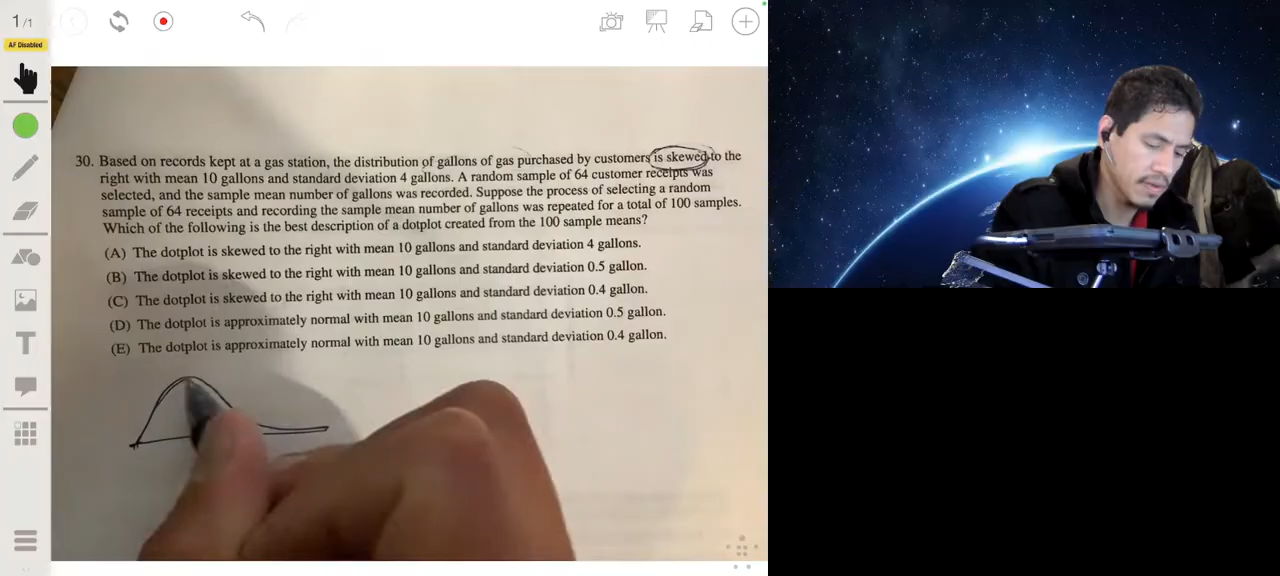 1/1
AF Disabled
T
30. Based on records kept at a gas station, the distribution of gallons of gas purchased by customers is skewed to the
right with mean 10 gallons and standard deviation 4 gallons. A random sample of 64 customer receipts was
selected, and the sample mean number of gallons was recorded. Suppose the process of selecting a random
sample of 64 receipts and recording the sample mean number of gallons was repeated for a total of 100 samples.
Which of the following is the best description of a dotplot created from the 100 sample means?
(A) The dotplot is skewed to the right with mean 10 gallons and standard deviation 4 gallons.
(B) The dotplot is skewed to the right with mean 10 gallons and standard deviation 0.5 gallon.
(C) The dotplot is skewed to the right with mean 10 gallons and standard deviation 0.4 gallon.
(D) The dotplot is approximately normal with mean 10 gallons and standard deviation 0.5 gallon.
(E) The dotplot is approximately normal with mean 10 gallons and standard deviation 0.4 gallon.